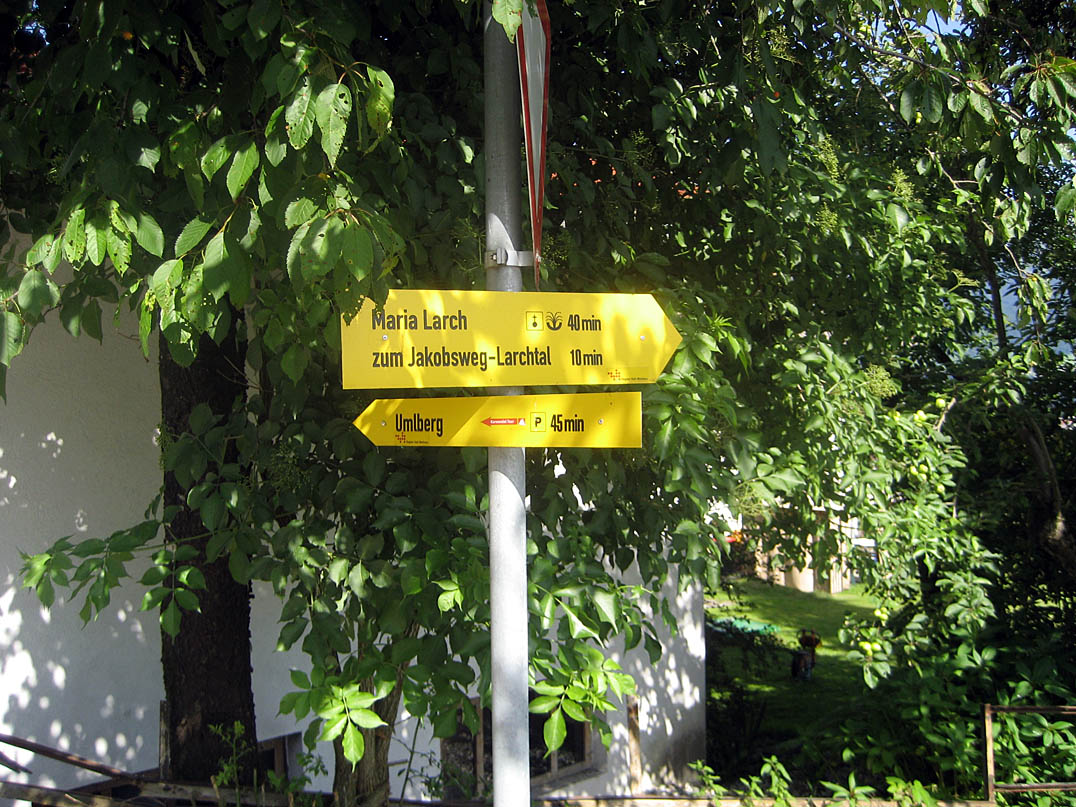 Maria Larch 40 min
zum Jakobsweg-Larchtal 10 min
Umlberg P 45 min